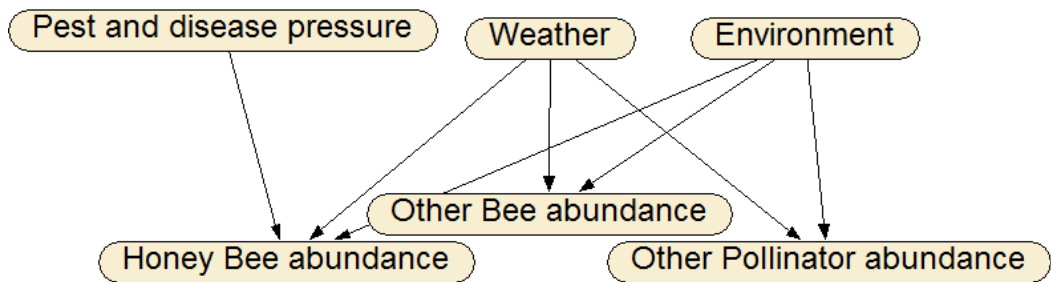 Pest and disease pressure
Weather
Environment
Other Bee abundance
Honey Bee abundance
Other Pollinator abundance